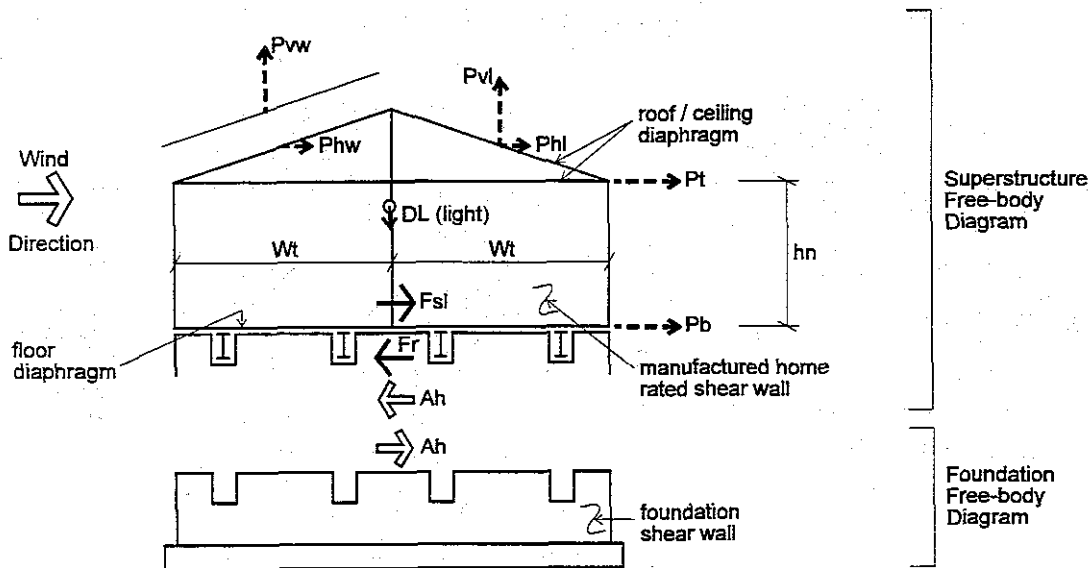 Pvw
Pvl
roof / ceiling
diaphragm
Phw
Phl
Wind
Direction
Pt
DL (light)
Wt
Wt
hn
Superstructure
Free-body
Diagram
Fsl
Pb
floor
diaphragm
Fr
manufactured home
rated shear wall
Ah
Ah
foundation
shear wall
Foundation
Free-body
Diagram